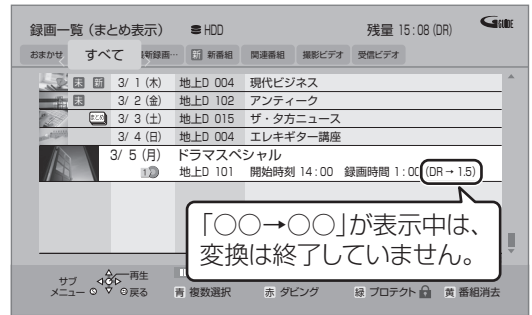 録画一覧 (まとめ表示) HDD 残量 15:08 (DR) G GUIDE
おまかせ すべて 最新録画… 新 新番組 関連番組 撮影ビデオ 受信ビデオ
未 新 3/ 1 (木) 地上D 004 現代ビジネス
未 3/ 2 (金) 地上D 102 アンティーク
まとめ 3/ 3 (土) 地上D 015 ザ・夕方ニュース
3/ 4 (日) 地上D 004 エレキギター講座
3/ 5 (月) ドラマスペシャル
地上D 101 開始時刻 14:00 録画時間 1:00 (DR→1.5)
「○○→○○」が表示中は、
変換は終了していません。
サブ 再生
メニュー 戻る 青 複数選択 赤 ダビング 緑 プロテクト 黄 番組消去